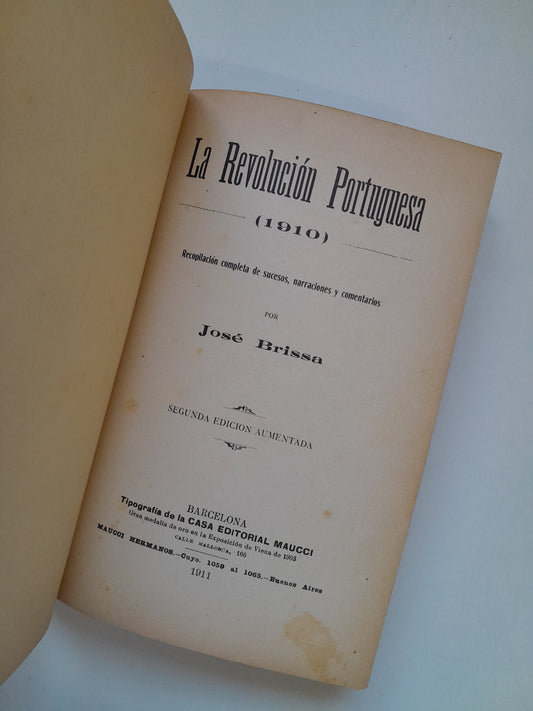 La Revolución Portuguesa
(1910)
Recopilación completa de sucesos, narraciones y comentarios
POR
José Brissa
SEGUNDA EDICION AUMENTADA
BARCELONA
Tipografía de la CASA EDITORIAL MAUCCI
Gran medalla de oro en la Exposición de Viena de 1903
CALLE MALLORCA, 166
MAUCCI HERMANOS.—Cuyo, 1059 al 1065.—Buenos Aires
1911